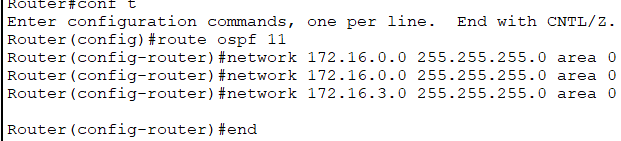 Router#conf t
Enter configuration commands, one per line.  End with CNTL/Z.
Router(config)#route ospf 11
Router(config-router)#network 172.16.0.0 255.255.255.0 area 0
Router(config-router)#network 172.16.0.0 255.255.255.0 area 0
Router(config-router)#network 172.16.3.0 255.255.255.0 area 0
Router(config-router)#end